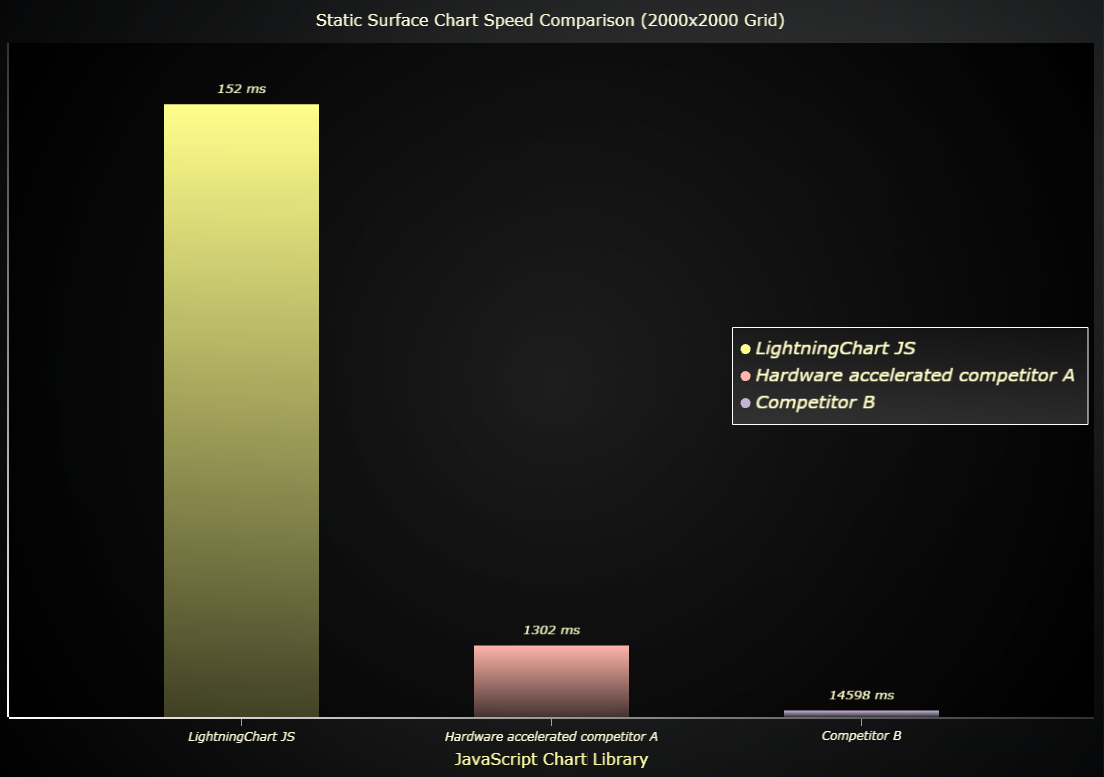 Static Surface Chart Speed Comparison (2000x2000 Grid)
152 ms
LightningChart JS
Hardware accelerated competitor A
Competitor B
1302 ms
14598 ms
LightningChart JS
Hardware accelerated competitor A
Competitor B
JavaScript Chart Library